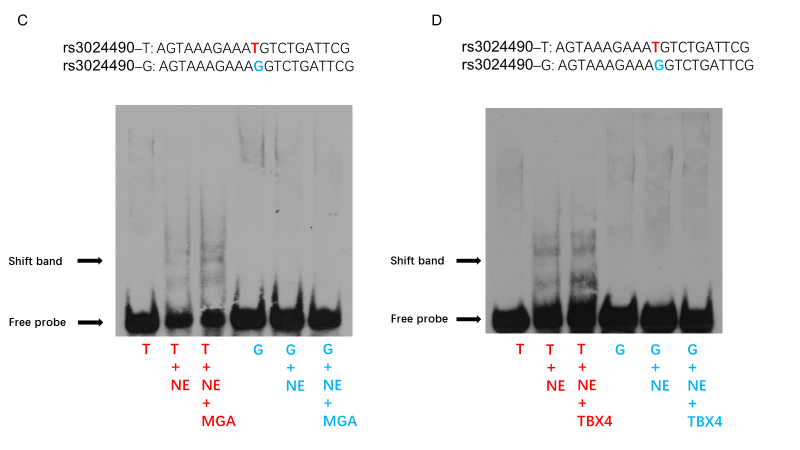 C
rs3024490–T: AGTAAAGAAATGTCTGATTCG
rs3024490–G: AGTAAAGAAAGGTCTGATTCG
Shift band
Free probe
T T T G G G
+ + + +
NE NE NE NE
+ +
MGA MGA
D
rs3024490–T: AGTAAAGAAATGTCTGATTCG
rs3024490–G: AGTAAAGAAAGGTCTGATTCG
Shift band
Free probe
T T T G G G
+ + + +
NE NE NE NE
+ +
TBX4 TBX4